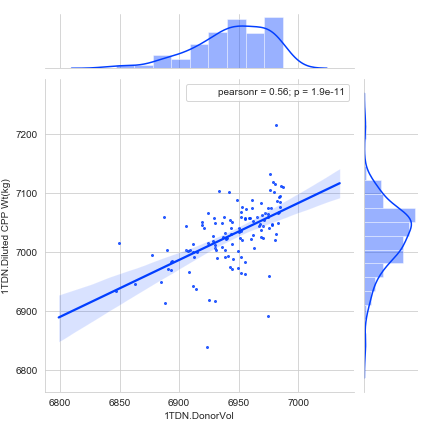 pearsonr = 0.56; p = 1.9e-11
7200
7100
7000
6900
6800
1TDN.Diluted CPP Wt(kg)
6800 6850 6900 6950 7000
1TDN.DonorVol